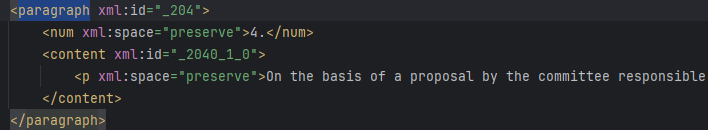 <paragraph xml:id="_204">
<num xml:space="preserve">4.</num>
<content xml:id="_2040_1_0">
<p xml:space="preserve">On the basis of a proposal by the committee responsible
</content>
</paragraph>